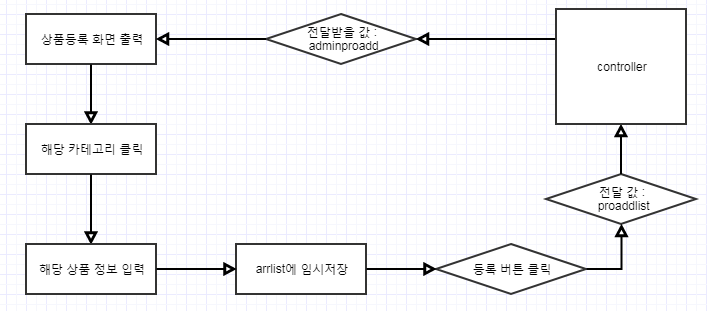 상품등록 화면 출력
전달받을 값 :
adminproadd
controller
해당 카테고리 클릭
전달 값 :
proaddlist
해당 상품 정보 입력
arrlist에 임시저장
등록 버튼 클릭